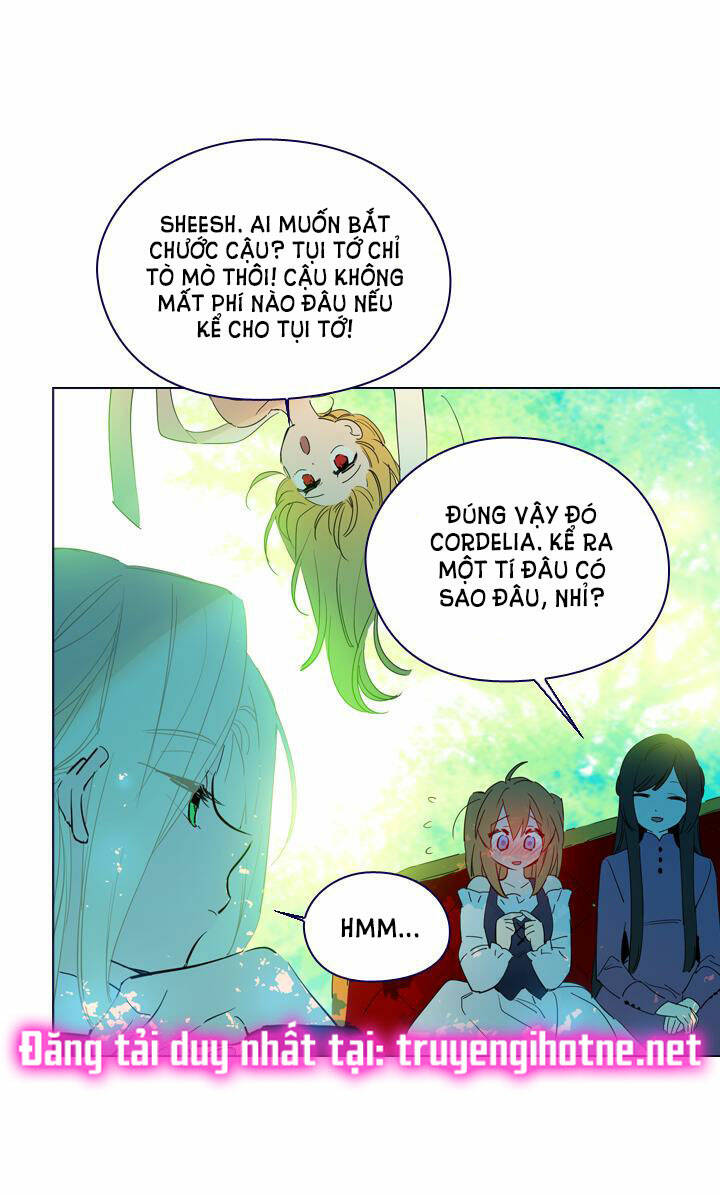 SHEESH. AI MUỐN BẮT
CHƯỚC CẬU? TỤI TỚ CHỈ
TÒ MÒ THÔI! CẬU KHÔNG
MẤT PHÍ NÀO ĐÂU NẾU
KỂ CHO TỤI TỚ!
ĐÚNG VẬY ĐÓ
CORDELIA. KỂ RA
MỘT TÍ ĐÂU CÓ
SAO ĐÂU, NHỈ?
HMM...
Đăng tải duy nhất tại: truyengihotne.net